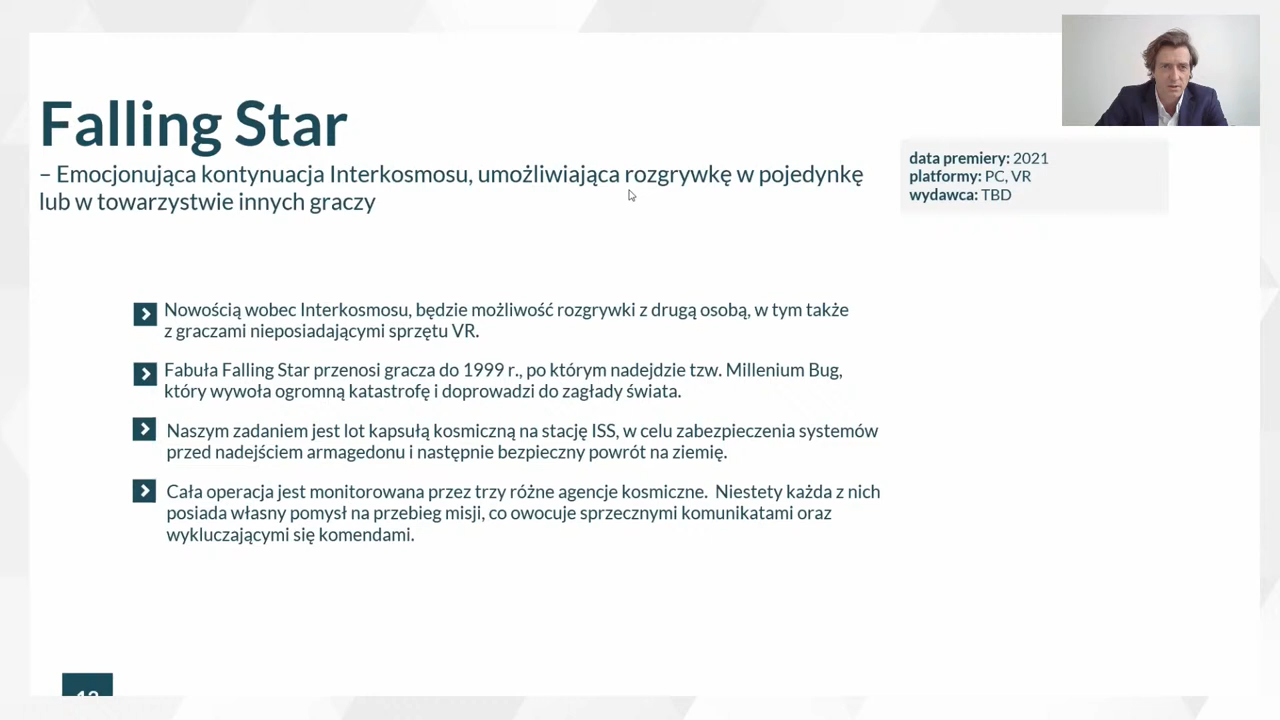 Falling Star
– Emocjonująca kontynuacja Interkosmosu, umożliwiająca rozgrywkę w pojedynkę
lub w towarzystwie innych graczy
data premiery: 2021
platformy: PC, VR
wydawca: TBD
Nowością wobec Interkosmosu, będzie możliwość rozgrywki z drugą osobą, w tym także
z graczami nieposiadającymi sprzętu VR.
Fabuła Falling Star przenosi gracza do 1999 r., po którym nadejdzie tzw. Millenium Bug,
który wywoła ogromną katastrofę i doprowadzi do zagłady świata.
Naszym zadaniem jest lot kapsułą kosmiczną na stację ISS, w celu zabezpieczenia systemów
przed nadejściem armagedonu i następnie bezpieczny powrót na ziemię.
Cała operacja jest monitorowana przez trzy różne agencje kosmiczne.  Niestety każda z nich
posiada własny pomysł na przebieg misji, co owocuje sprzecznymi komunikatami oraz
wykluczającymi się komendami.